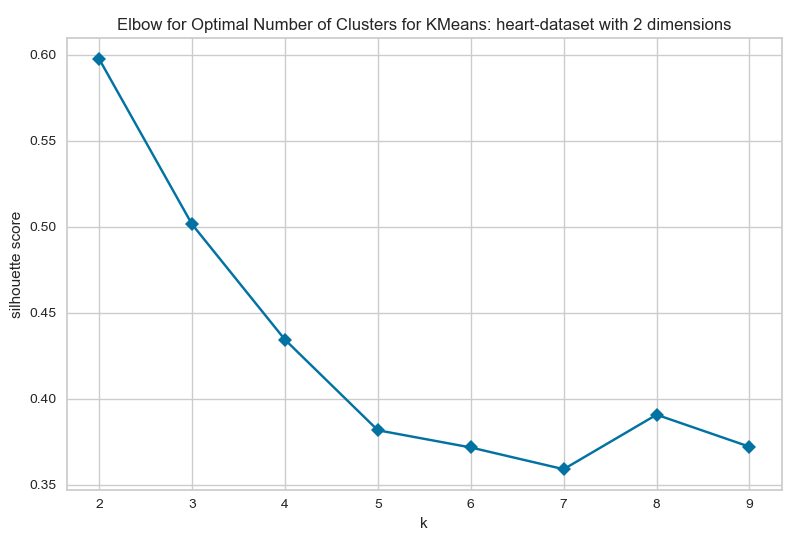 Elbow for Optimal Number of Clusters for KMeans: heart-dataset with 2 dimensions
0.60
0.55
0.50
0.45
0.40
0.35
silhouette score
2 3 4 5 6 7 8 9
k